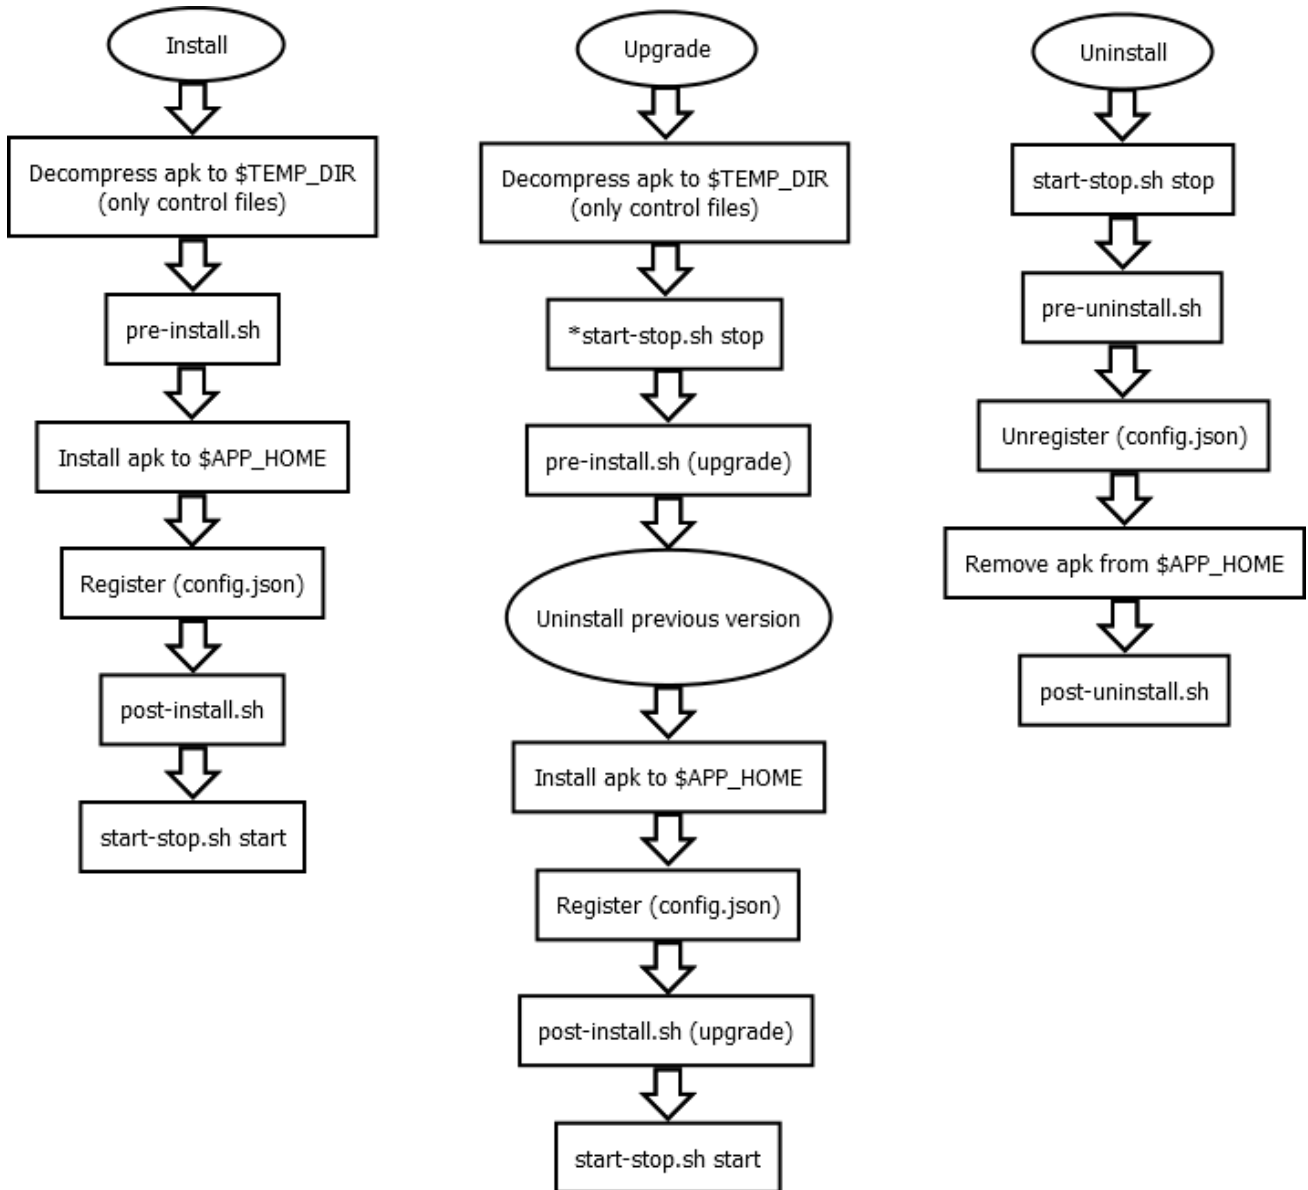 Install
Decompress apk to $TEMP_DIR
(only control files)
pre-install.sh
Install apk to $APP_HOME
Register (config.json)
post-install.sh
start-stop.sh start
Upgrade
Decompress apk to $TEMP_DIR
(only control files)
*start-stop.sh stop
pre-install.sh (upgrade)
Uninstall previous version
Install apk to $APP_HOME
Register (config.json)
post-install.sh (upgrade)
start-stop.sh start
Uninstall
start-stop.sh stop
pre-uninstall.sh
Unregister (config.json)
Remove apk from $APP_HOME
post-uninstall.sh